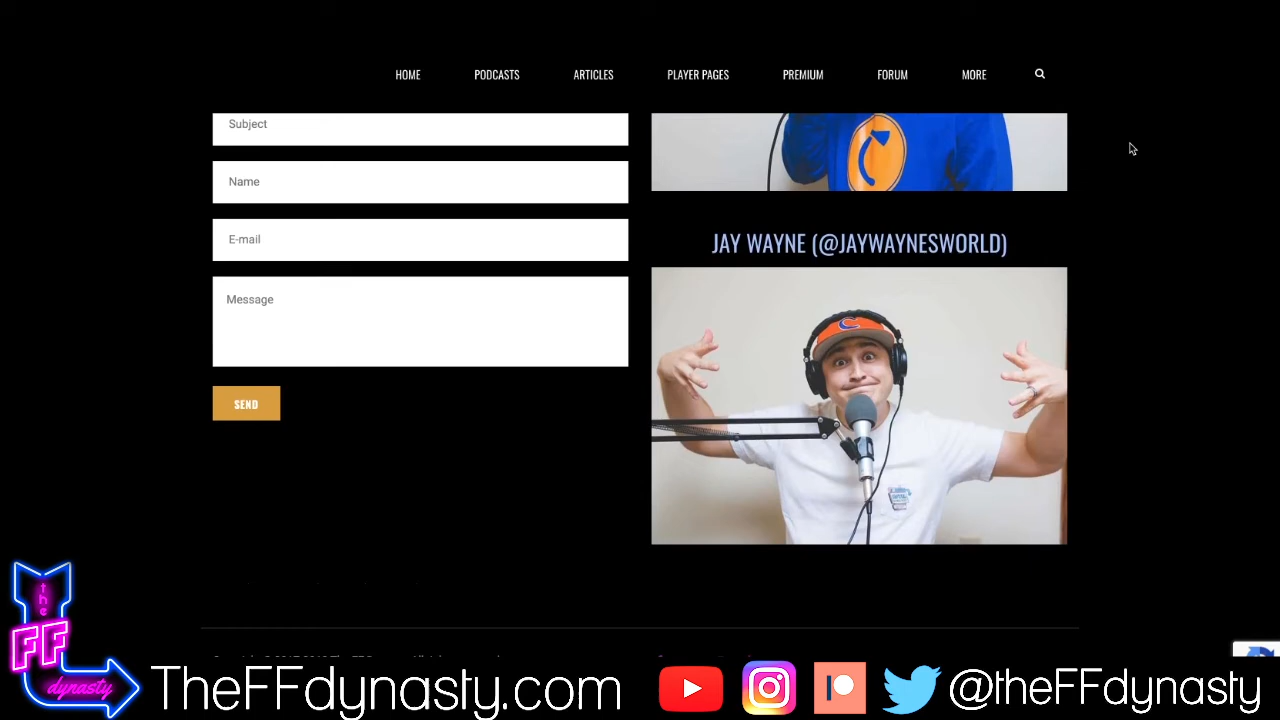 HOME PODCASTS ARTICLES PLAYER PAGES PREMIUM FORUM MORE
Subject
Name
E-mail
Message
SEND
JAY WAYNE (@JAYWAYNESWORLD)
the
FF
dynasty
TheFFdynasty.com
@theFFdynasty